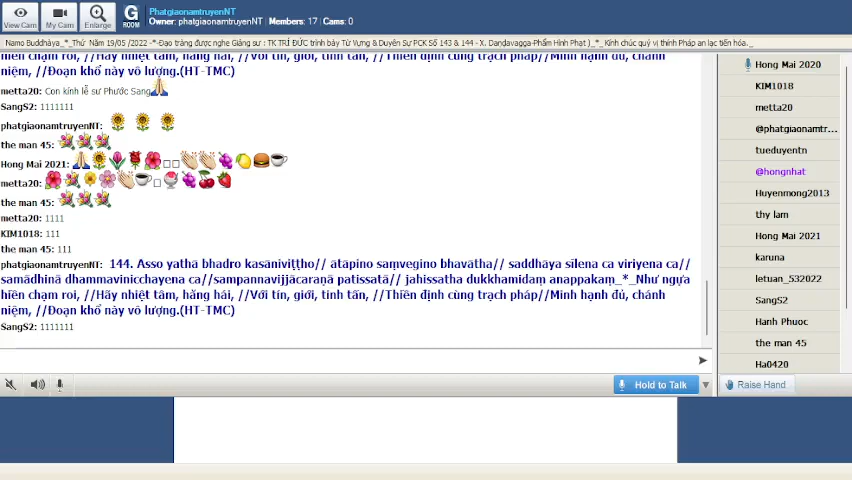 PhatgiaonamtruyenNT
Owner: phatgiaonamtruyenNT | Members: 17 | Cams: 0
View Cam
My Cam
Enlarge
G
ROOM
Namo Buddhàya_*_Thứ Năm 19/05 /2022 -*-Đạo tràng được nghe Giảng sư : TK TRÍ ĐỨC trình bày Từ Vựng & Duyên Sự PCK Số 143 & 144 - X. Daṇḍavagga-Phẩm Hình Phạt )_*_ Kính chúc quý vị thính Pháp an lạc tiến hóa._
hiền chạm roi, //Hãy nhiệt tâm, hăng hái, //Với tín, giới, tinh tấn, //Thiền định cùng trạch pháp//Minh hạnh đủ, chánh
niệm, //Đoạn khổ này vô lượng.(HT-TMC)
metta20: Con kính lễ sư Phước Sang
SangS2: 1111111
phatgiaonamtruyenNT:
the man 45:
Hong Mai 2021:
metta20:
the man 45:
metta20: 1111
KIM1018: 111
the man 45: 111
phatgiaonamtruyenNT: 144. Asso yathā bhadro kasāniviṭṭho// ātāpino saṃvegino bhavātha// saddhāya sīlena ca viriyena ca//
samādhinā dhammavinicchayena ca//sampannavijjācaraṇā patissatā// jahissatha dukkhamidaṃ anappakaṃ_*_Như ngựa
hiền chạm roi, //Hãy nhiệt tâm, hăng hái, //Với tín, giới, tinh tấn, //Thiền định cùng trạch pháp//Minh hạnh đủ, chánh
niệm, //Đoạn khổ này vô lượng.(HT-TMC)
SangS2: 1111111
Hold to Talk
Hong Mai 2020
KIM1018
metta20
@phatgiaonamtr...
tueduyentn
@hongnhat
Huyenmong2013
thy lam
Hong Mai 2021
karuna
letuan_532022
SangS2
Hanh Phuoc
the man 45
Ha0420
Raise Hand